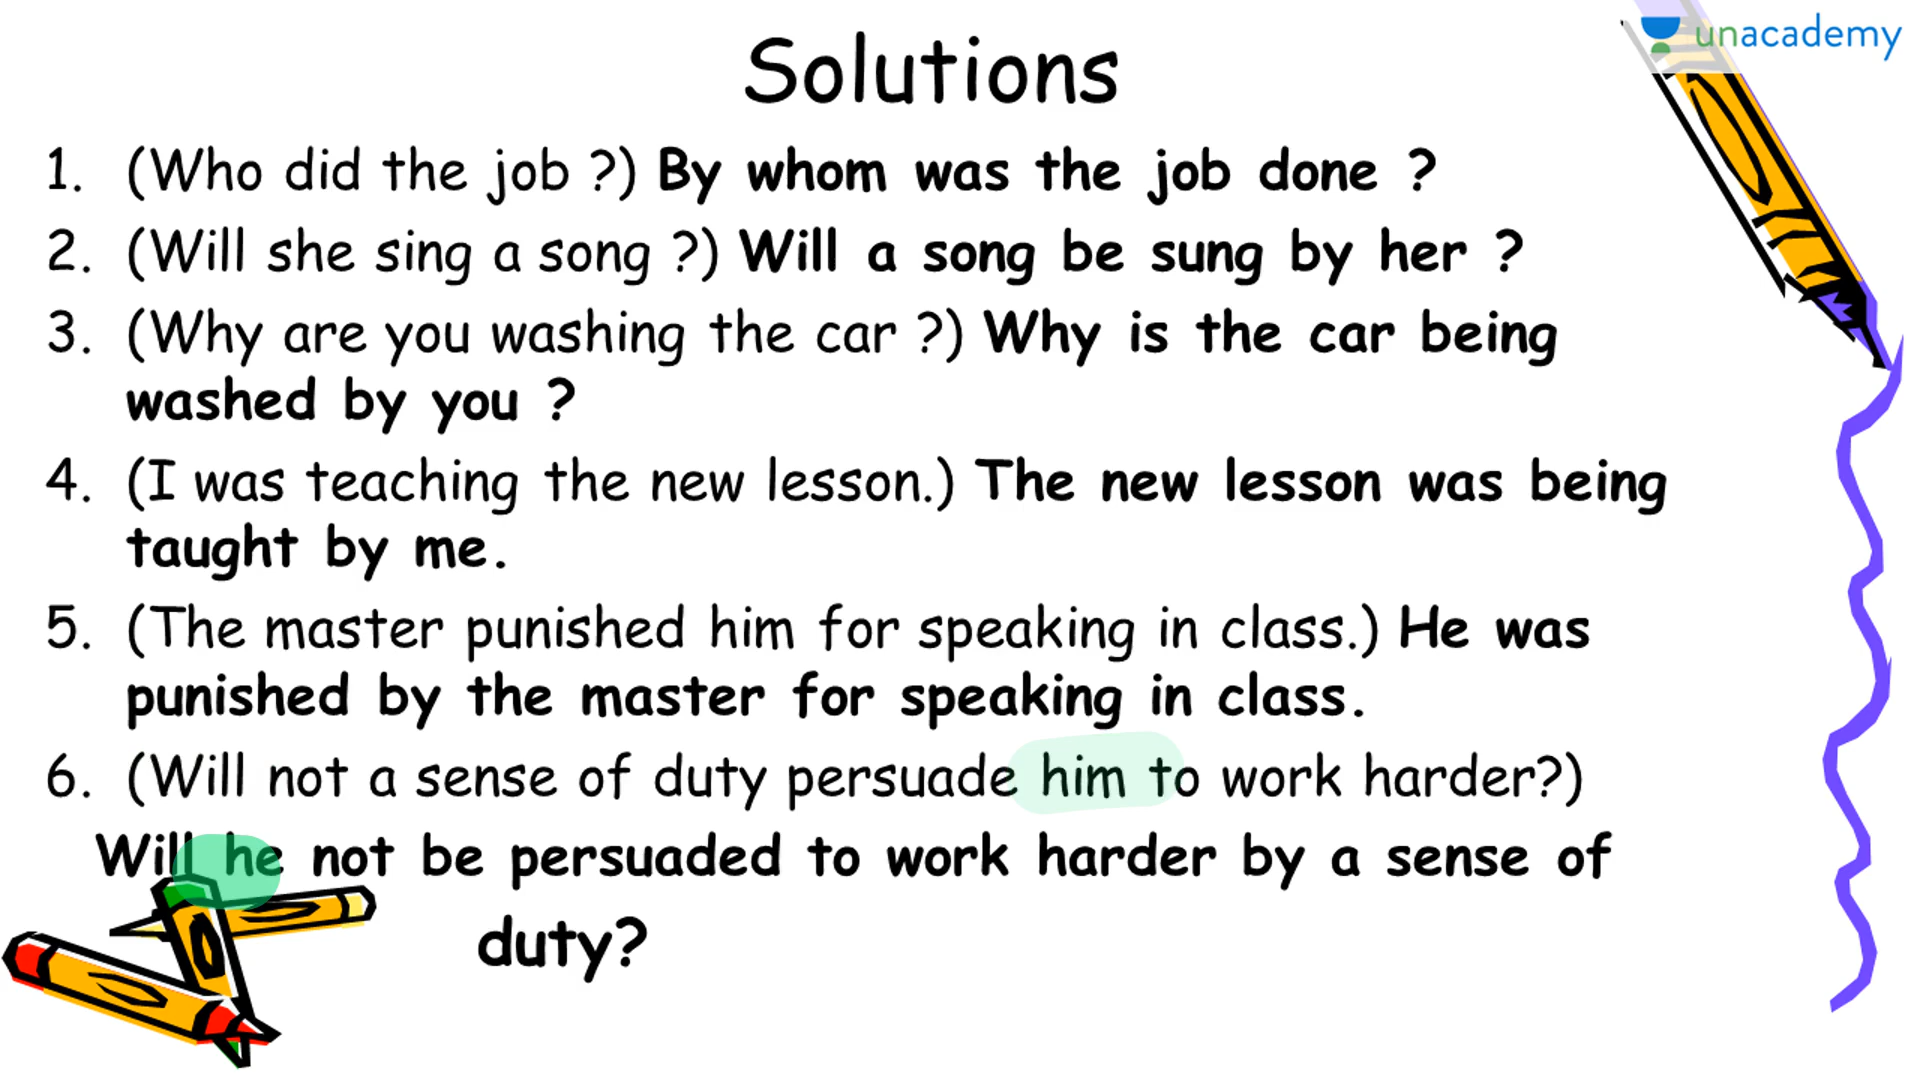 unacademy
Solutions
1. (Who did the job ?) By whom was the job done ?
2. (Will she sing a song ?) Will a song be sung by her ?
3. (Why are you washing the car ?) Why is the car being
washed by you ?
4. (I was teaching the new lesson.) The new lesson was being
taught by me.
5. (The master punished him for speaking in class.) He was
punished by the master for speaking in class.
6. (Will not a sense of duty persuade him to work harder?)
Will he not be persuaded to work harder by a sense of
duty?